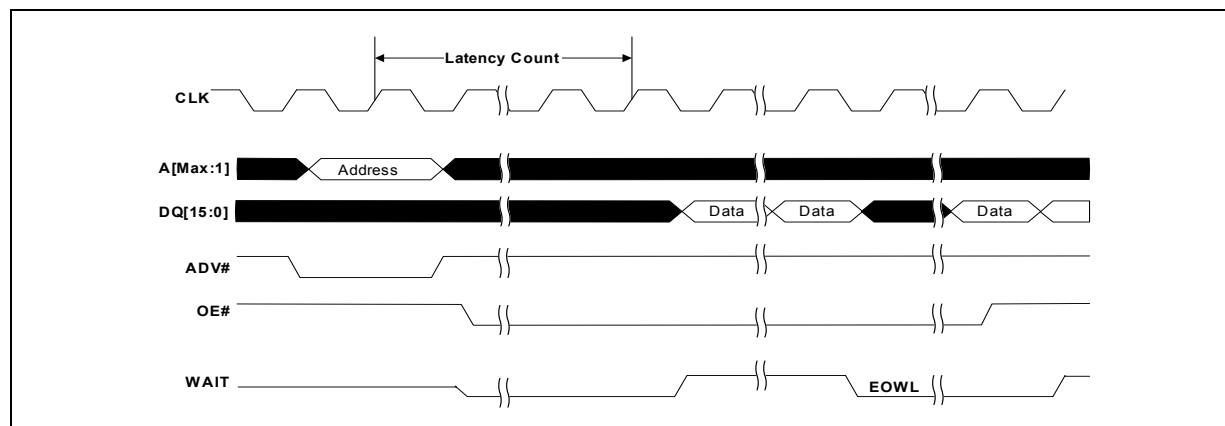 Latency Count
CLK
A[Max:1] Address
DQ[15:0] Data Data Data
ADV#
OE#
WAIT EOWL